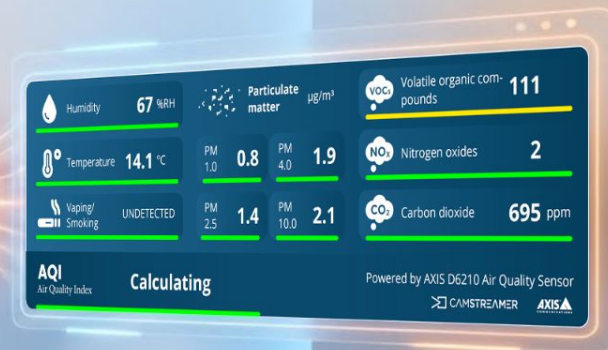 Humidity 67 %RH
Temperature 14.1 °C
Vaping/
Smoking UNDETECTED
Particulate
matter µg/m³
PM
1.0 0.8
PM
4.0 1.9
PM
2.5 1.4
PM
10.0 2.1
VOCs Volatile organic com-
pounds 111
NOx Nitrogen oxides 2
CO2 Carbon dioxide 695 ppm
AQI
Air Quality Index
Calculating
Powered by AXIS D6210 Air Quality Sensor
CAMSTREAMER
AXIS
COMMUNICATIONS